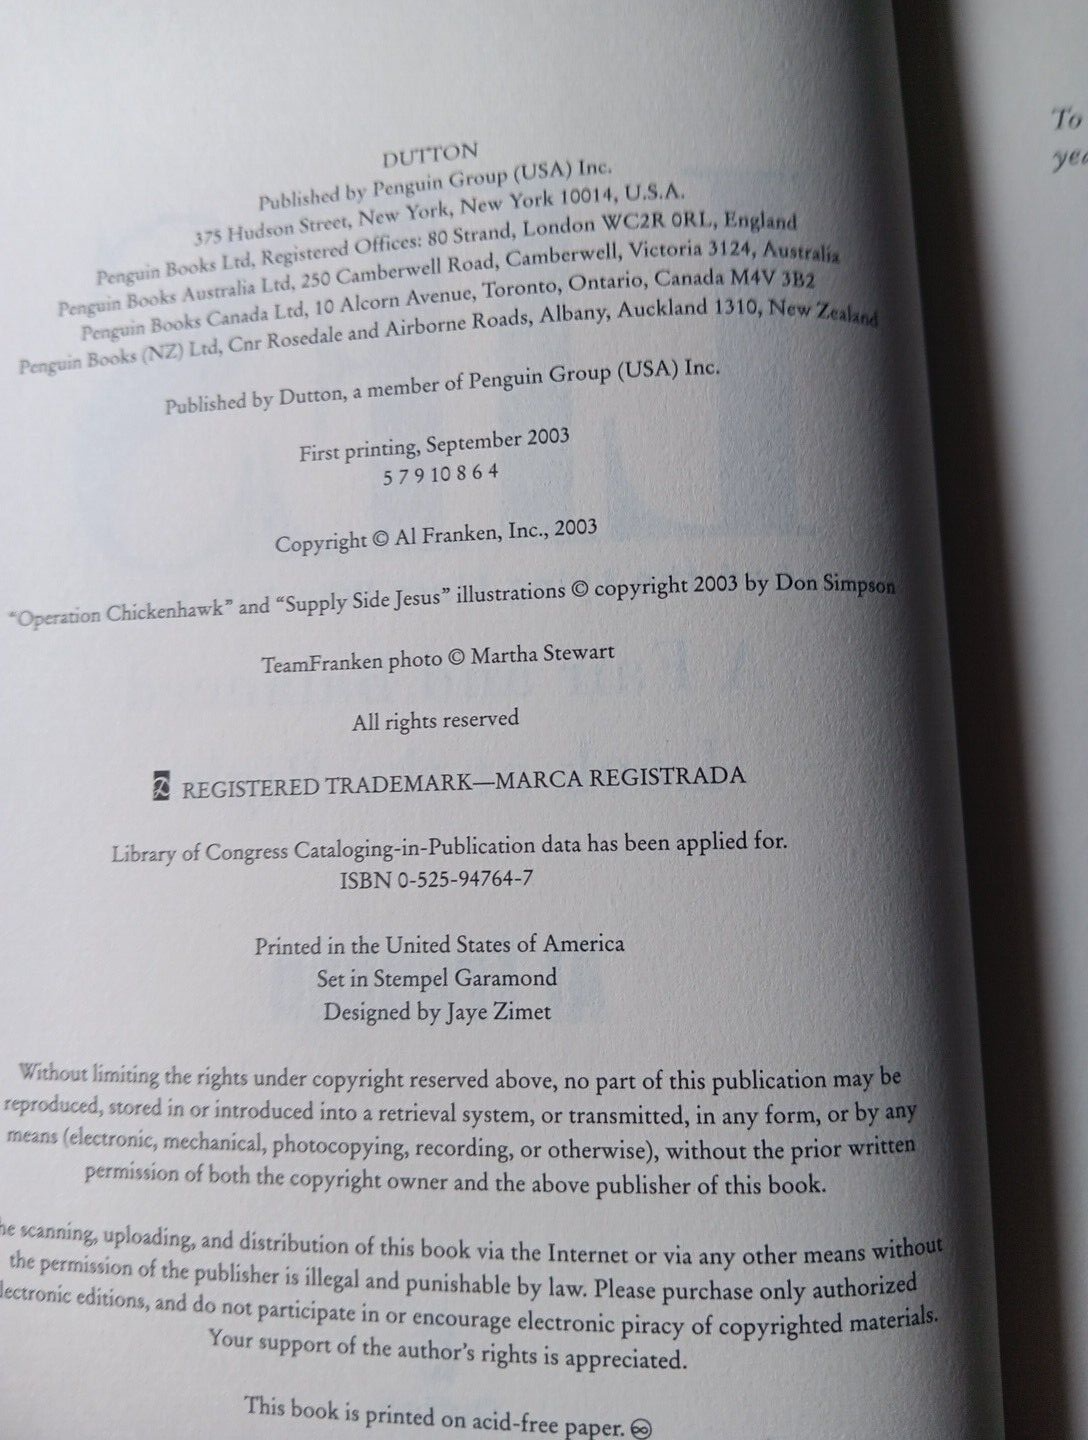 DUTTON
Published by Penguin Group (USA) Inc.
375 Hudson Street, New York, New York 10014, U.S.A.
Penguin Books Ltd, Registered Offices: 80 Strand, London WC2R 0RL, England
Penguin Books Australia Ltd, 250 Camberwell Road, Camberwell, Victoria 3124, Australia
Penguin Books Canada Ltd, 10 Alcorn Avenue, Toronto, Ontario, Canada M4V 3B2
Penguin Books (NZ) Ltd, Cnr Rosedale and Airborne Roads, Albany, Auckland 1310, New Zealand
Published by Dutton, a member of Penguin Group (USA) Inc.
First printing, September 2003
5 7 9 10 8 6 4
Copyright © Al Franken, Inc., 2003
“Operation Chickenhawk” and “Supply Side Jesus” illustrations © copyright 2003 by Don Simpson
TeamFranken photo © Martha Stewart
All rights reserved
REGISTERED TRADEMARK—MARCA REGISTRADA
Library of Congress Cataloging-in-Publication data has been applied for.
ISBN 0-525-94764-7
Printed in the United States of America
Set in Stempel Garamond
Designed by Jaye Zimet
Without limiting the rights under copyright reserved above, no part of this publication may be
reproduced, stored in or introduced into a retrieval system, or transmitted, in any form, or by any
means (electronic, mechanical, photocopying, recording, or otherwise), without the prior written
permission of both the copyright owner and the above publisher of this book.
he scanning, uploading, and distribution of this book via the Internet or via any other means without
the permission of the publisher is illegal and punishable by law. Please purchase only authorized
lectronic editions, and do not participate in or encourage electronic piracy of copyrighted materials.
Your support of the author’s rights is appreciated.
This book is printed on acid-free paper. ♾
To